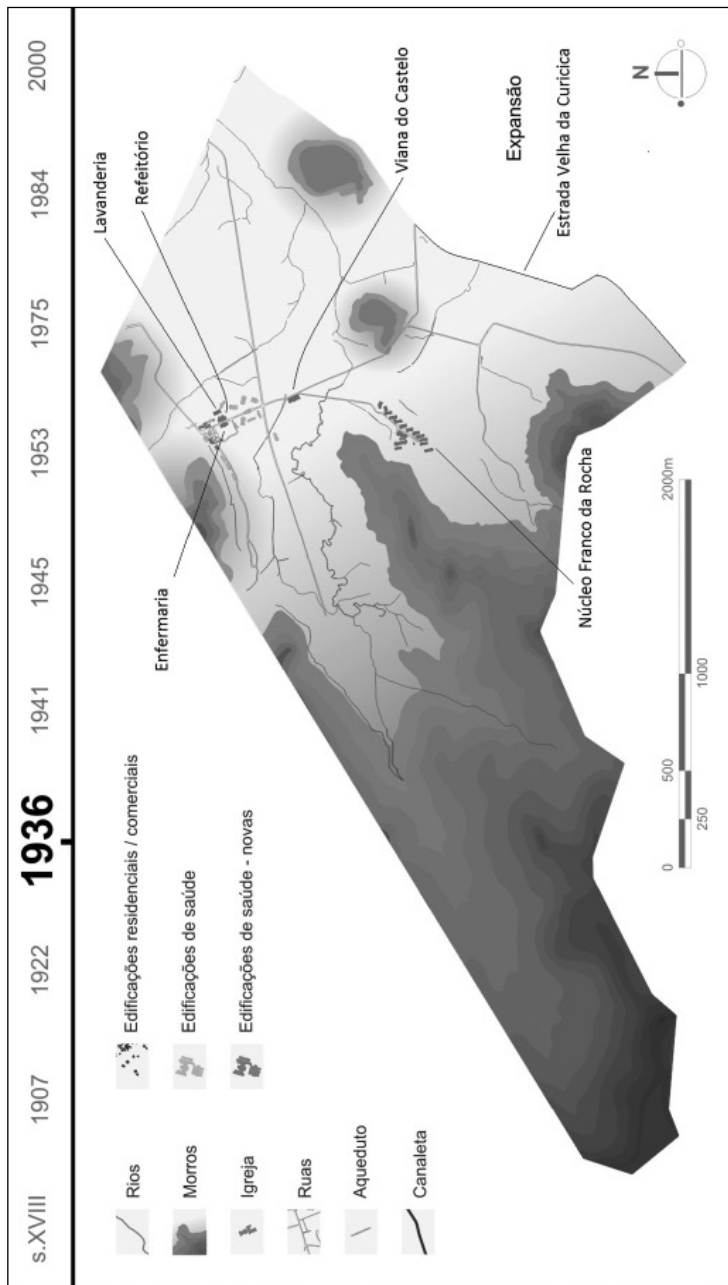 s.XVIII 1907 1922 1936 1941 1945 1953 1975 1984 2000
Rios
Morros
Igreja
Ruas
Aqueduto
Canaleta
Edificações residenciais / comerciais
Edificações de saúde
Edificações de saúde - novas
Enfermaria
Lavanderia
Refeitório
Viana do Castelo
Núcleo Franco da Rocha
Expansão
Estrada Velha da Curicica
N
0 250 500 1000 2000m